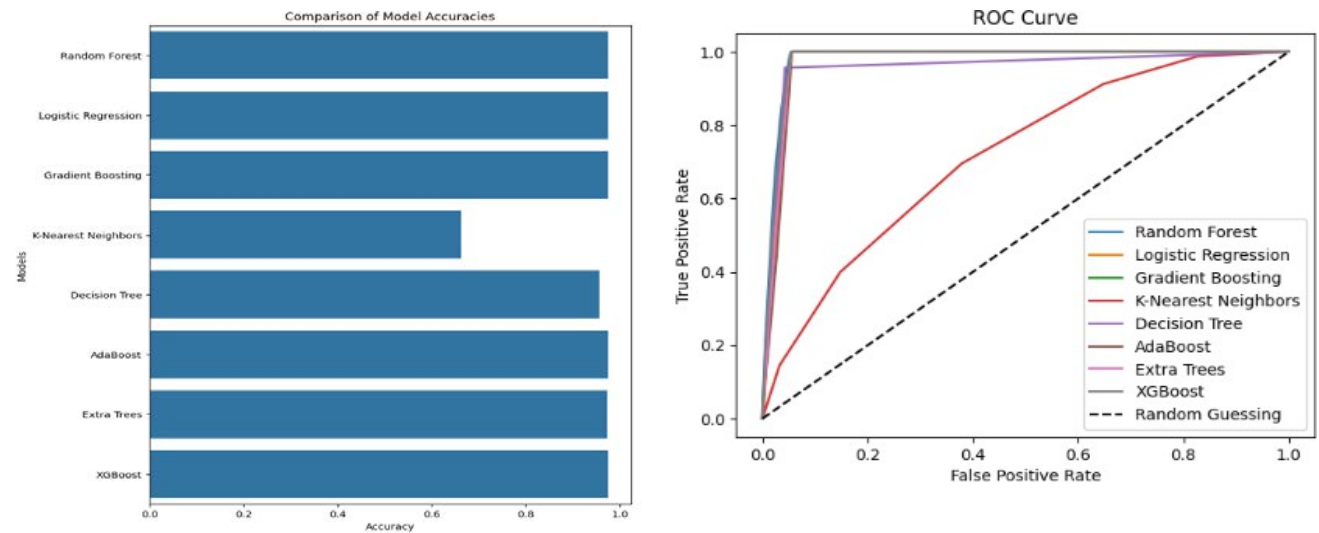 Comparison of Model Accuracies
Models
Random Forest
Logistic Regression
Gradient Boosting
K-Nearest Neighbors
Decision Tree
AdaBoost
Extra Trees
XGBoost
0.0 0.2 0.4 0.6 0.8 1.0
Accuracy
ROC Curve
True Positive Rate
1.0
0.8
0.6
0.4
0.2
0.0
Random Forest
Logistic Regression
Gradient Boosting
K-Nearest Neighbors
Decision Tree
AdaBoost
Extra Trees
XGBoost
Random Guessing
0.0 0.2 0.4 0.6 0.8 1.0
False Positive Rate